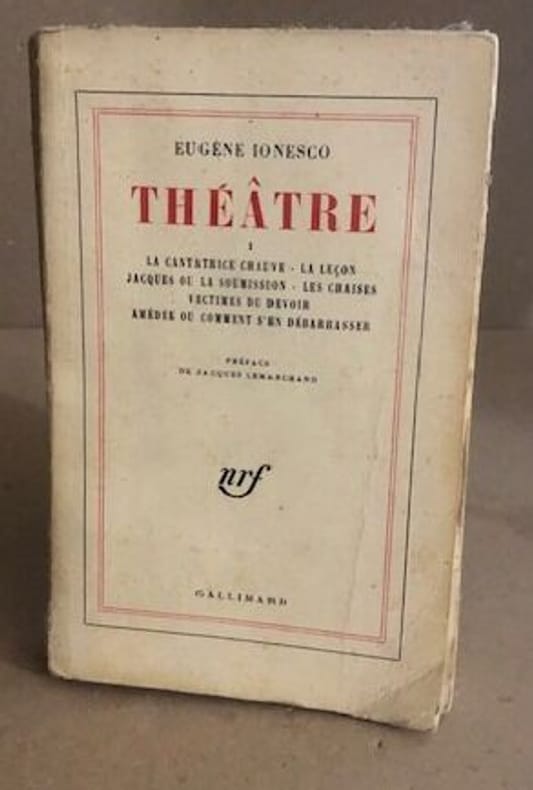 EUGÈNE IONESCO
THÉÂTRE
I
LA CANTATRICE CHAUVE - LA LEÇON
JACQUES OU LA SOUMISSION - LES CHAISES
VICTIMES DU DEVOIR
AMÉDÉE OU COMMENT S'EN DÉBARRASSER
PRÉFACE
DE JACQUES LEMARCHAND
nrf
GALLIMARD